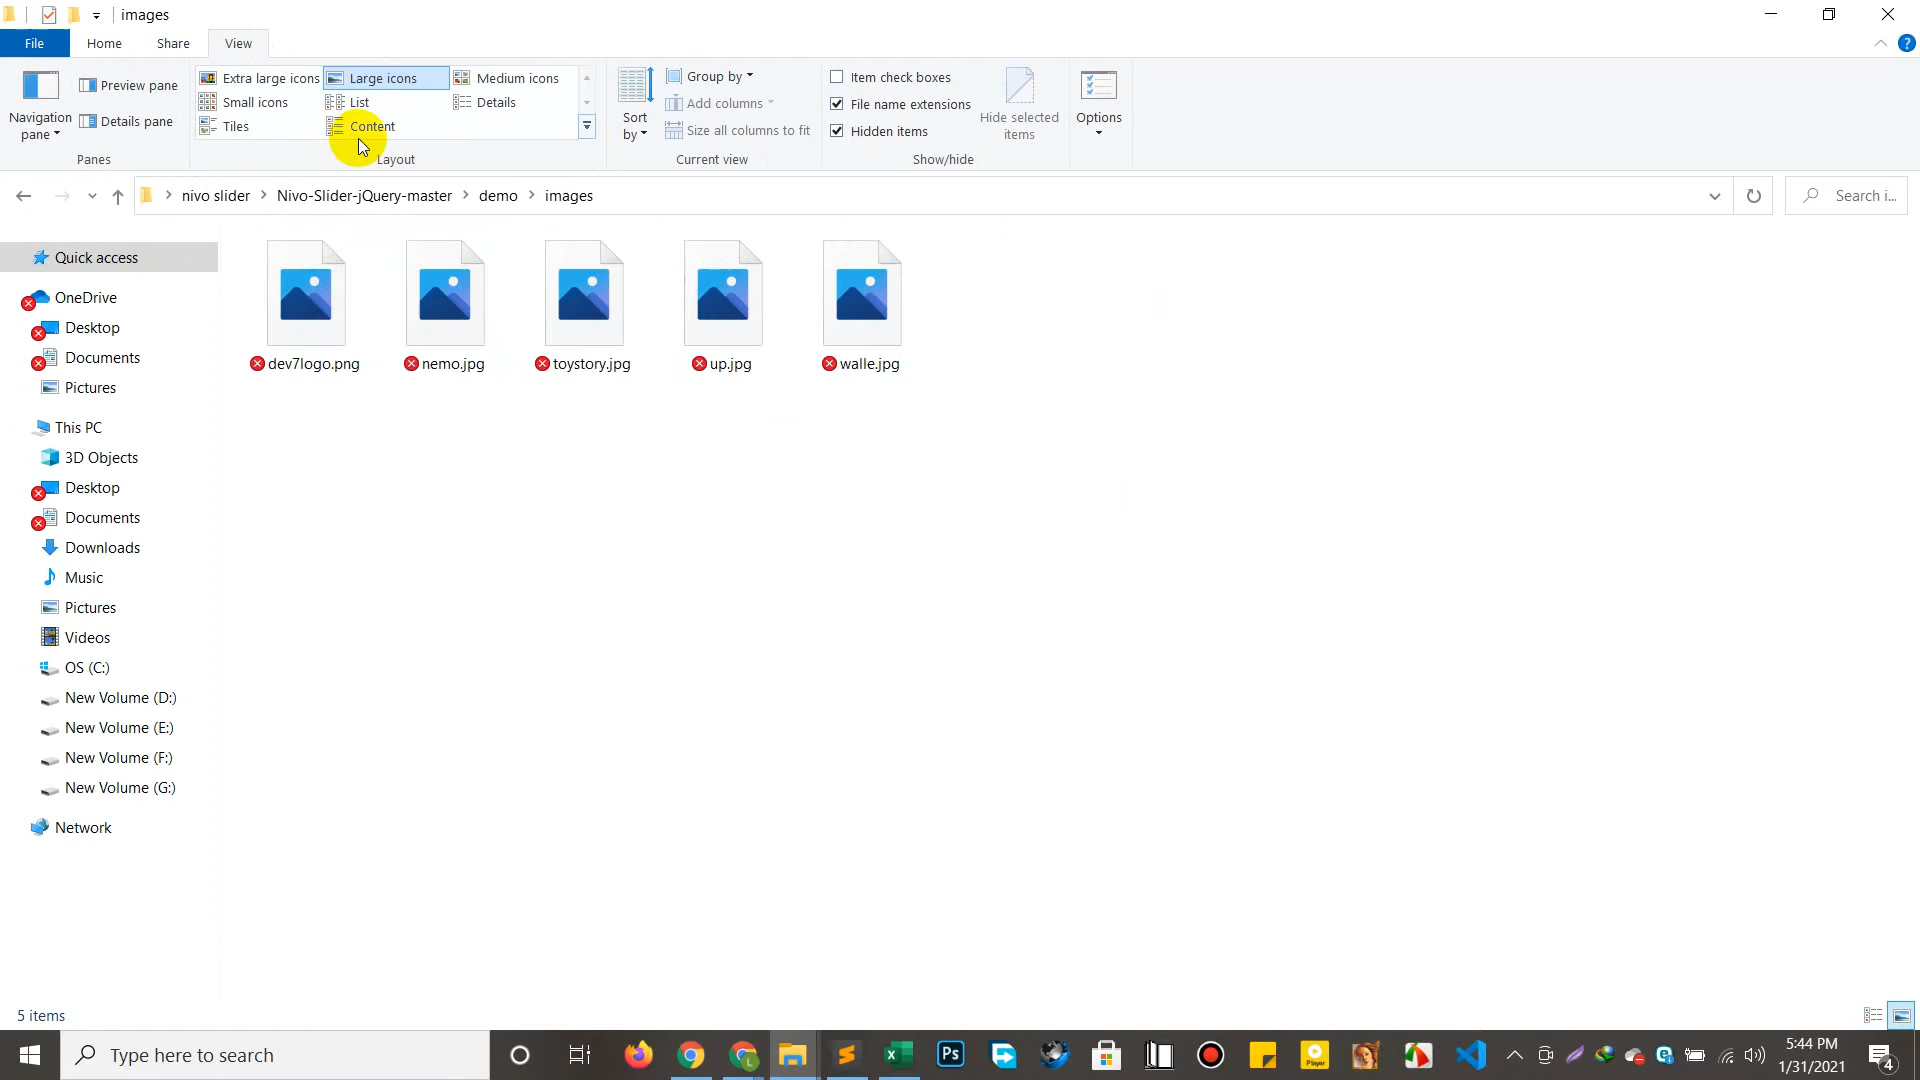 images
File Home Share View
Navigation pane
Preview pane
Details pane
Panes
Extra large icons Large icons Medium icons
Small icons List Details
Tiles Content
Layout
Sort by
Group by
Add columns
Size all columns to fit
Current view
Item check boxes
File name extensions
Hidden items
Hide selected items
Show/hide
Options
nivo slider Nivo-Slider-jQuery-master demo images
Search i...
Quick access
OneDrive
Desktop
Documents
Pictures
This PC
3D Objects
Desktop
Documents
Downloads
Music
Pictures
Videos
OS (C:)
New Volume (D:)
New Volume (E:)
New Volume (F:)
New Volume (G:)
Network
dev7logo.png nemo.jpg toystory.jpg up.jpg walle.jpg
5 items
Type here to search
Ps
Player
5:44 PM
1/31/2021
4